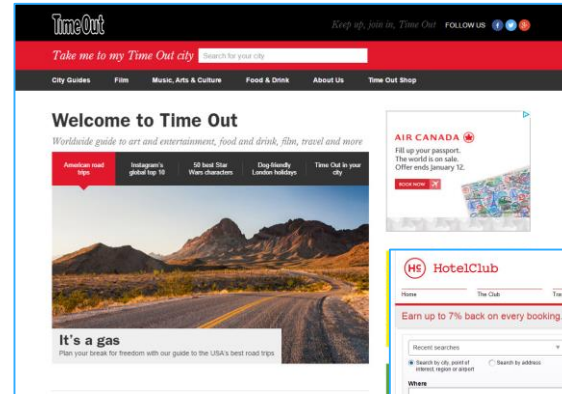 TimeOut
Keep up, join in, Time Out FOLLOW US
Take me to my Time Out city Search for your city
City Guides Film Music, Arts & Culture Food & Drink About Us Time Out Shop
Welcome to Time Out
Worldwide guide to art and entertainment, food and drink, film, travel and more
American road trips
Instagram's global top 10
50 best Star Wars characters
Dog-friendly London holidays
Time Out in your city
It's a gas
Plan your break for freedom with our guide to the USA's best road trips
AIR CANADA
Fill up your passport.
The world is on sale.
Offer ends January 12.
BOOK NOW
HC HotelClub
Home The Club
Earn up to 7% back on every booking.
Recent searches
Search by city, point of interest, region or airport
Search by address
Where